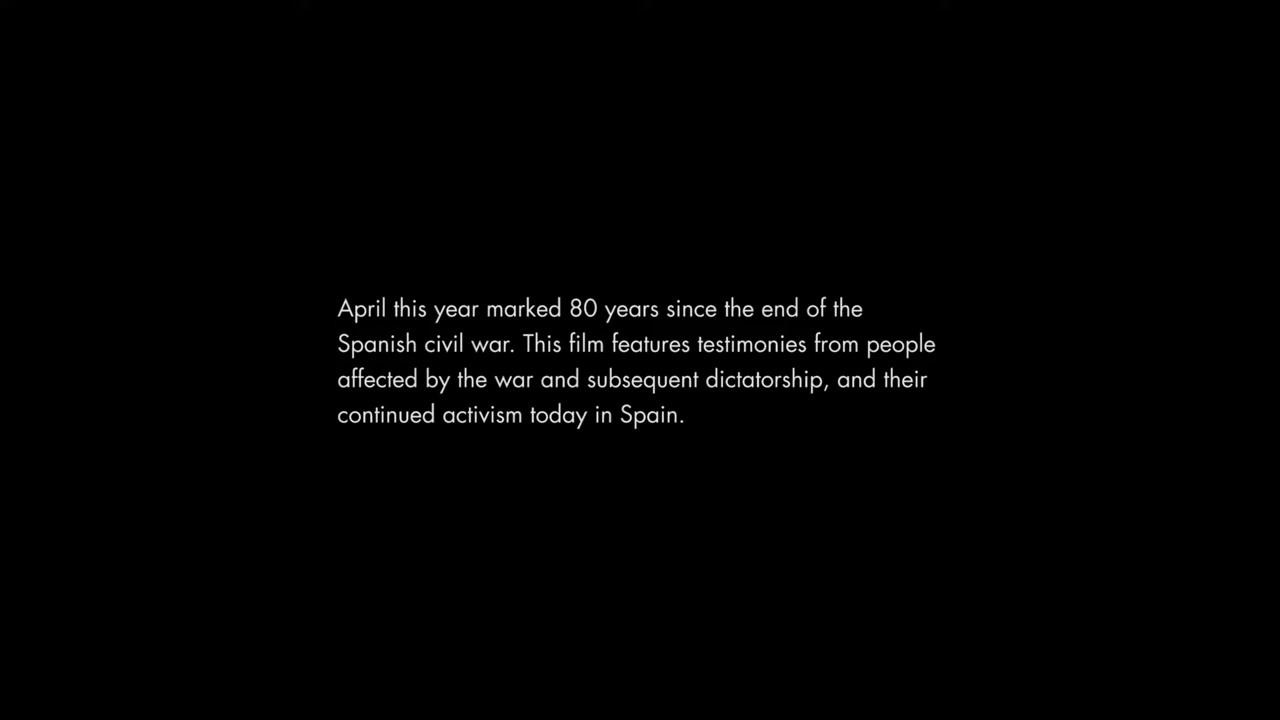 April this year marked 80 years since the end of the
Spanish civil war. This film features testimonies from people
affected by the war and subsequent dictatorship, and their
continued activism today in Spain.